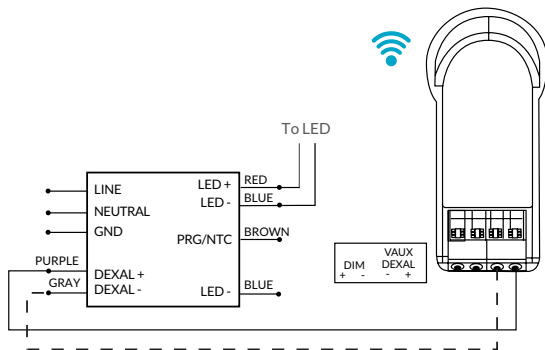 To LED
LINE
NEUTRAL
GND
PURPLE
DEXAL +
GRAY
DEXAL -
LED + RED
LED - BLUE
PRG/NTC BROWN
LED - BLUE
VAUX
DIM DEXAL
+ - - +